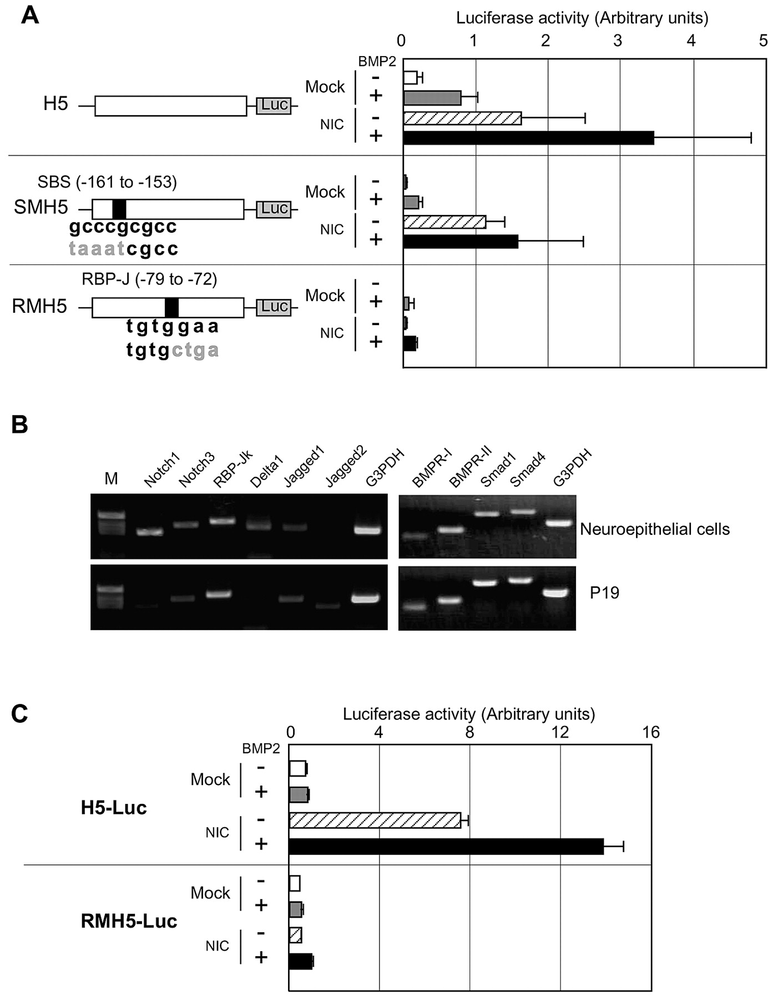 A
Luciferase activity (Arbitrary units)
0 1 2 3 4 5
BMP2
H5
Luc
Mock
-
+
NIC
-
+
SBS (-161 to -153)
SMH5
Luc
gcccgcgcc
taaatcgcc
Mock
-
+
NIC
-
+
RBP-J (-79 to -72)
RMH5
Luc
tgtggaa
tgtgctga
Mock
-
+
NIC
-
+
B
M Notch1 Notch3 RBP-Jk Delta1 Jagged1 Jagged2 G3PDH BMPR-I BMPR-II Smad1 Smad4 G3PDH
Neuroepithelial cells
P19
C
Luciferase activity (Arbitrary units)
0 4 8 12 16
BMP2
H5-Luc
Mock
-
+
NIC
-
+
RMH5-Luc
Mock
-
+
NIC
-
+